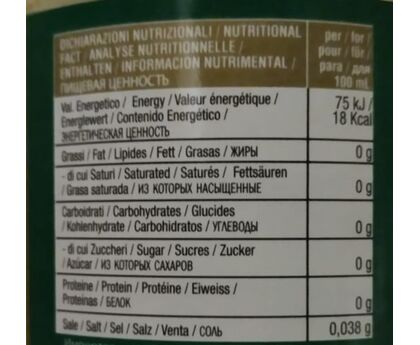 DICHIARAZIONI NUTRIZIONALI / NUTRITIONAL
FACT / ANALYSE NUTRITIONNELLE /
ENTHALTEN / INFORMACIÓN NUTRIMENTAL /
ПИЩЕВАЯ ЦЕННОСТЬ
per / for /
pour / für /
para / для
100 mL
Val. Energetico / Energy / Valeur énergétique /
Energiewert / Contenido Energético /
ЭНЕРГЕТИЧЕСКАЯ ЦЕННОСТЬ
75 kJ /
18 Kcal
Grassi / Fat / Lipides / Fett / Grasas / ЖИРЫ
0 g
- di cui Saturi / Saturated / Saturés / Fettsäuren
/ Grasa saturada / ИЗ КОТОРЫХ НАСЫЩЕННЫЕ
0 g
Carboidrati / Carbohydrates / Glucides
/ Kohlenhydrate / Carbohidratos / УГЛЕВОДЫ
0 g
- di cui Zuccheri / Sugar / Sucres / Zucker
/ Azúcar / ИЗ КОТОРЫХ САХАРОВ
0 g
Proteine / Protein / Protéine / Eiweiss /
Proteinas / БЕЛОК
0 g
Sale / Salt / Sel / Salz / Venta / СОЛЬ
0,038 g